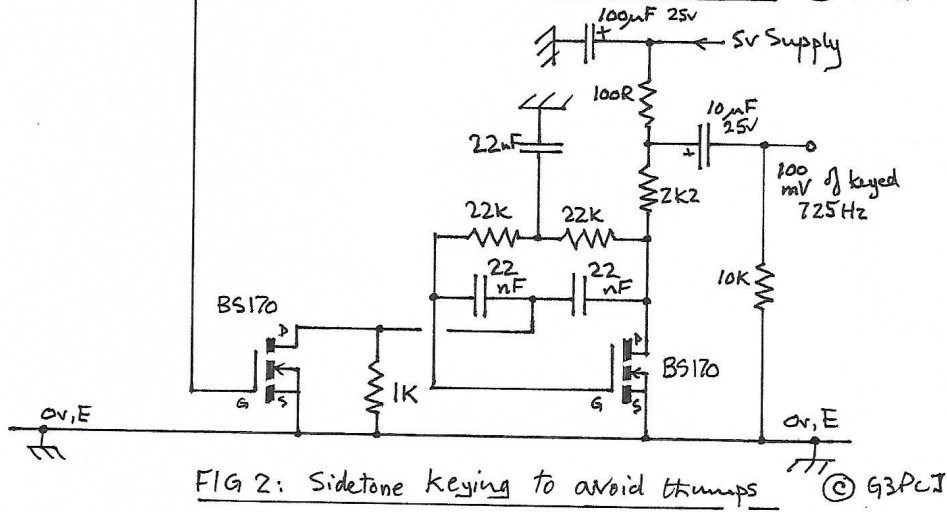 100µF 25v
+
5v Supply
100R
10µF
25V
+
22nF
100
mV of keyed
725Hz
2K2
22K
22K
22
nF
22
nF
10K
BS170
D
G
S
1K
D
G
S
BS170
0v, E
0v, E
FIG 2: Sidetone keying to avoid thumps
© G3PCJ